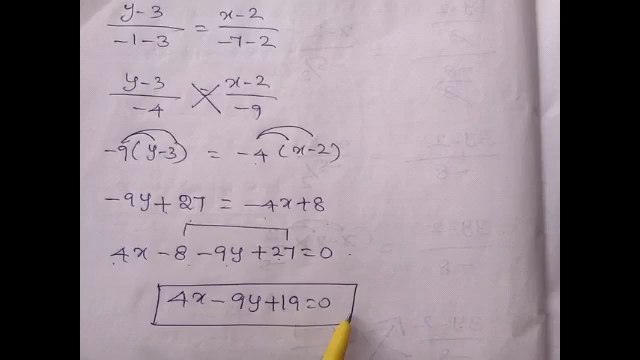 y-3/-1-3 = x-2/-7-2
y-3/-4 = x-2/-9
-9(y-3) = -4(x-2)
-9y+27 = -4x+8
4x-8-9y+27=0
4x-9y+19=0